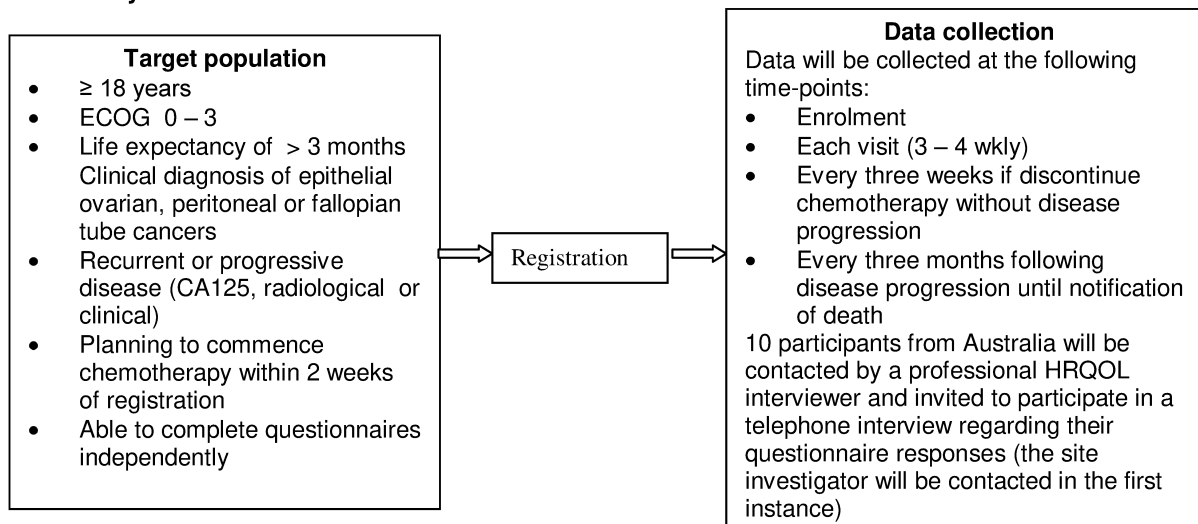 Target population
• ≥ 18 years
• ECOG 0 – 3
• Life expectancy of > 3 months
Clinical diagnosis of epithelial
ovarian, peritoneal or fallopian
tube cancers
• Recurrent or progressive
disease (CA125, radiological or
clinical)
• Planning to commence
chemotherapy within 2 weeks
of registration
• Able to complete questionnaires
independently
Registration
Data collection
Data will be collected at the following
time-points:
• Enrolment
• Each visit (3 – 4 wkly)
• Every three weeks if discontinue
chemotherapy without disease
progression
• Every three months following
disease progression until notification
of death
10 participants from Australia will be
contacted by a professional HRQOL
interviewer and invited to participate in a
telephone interview regarding their
questionnaire responses (the site
investigator will be contacted in the first
instance)